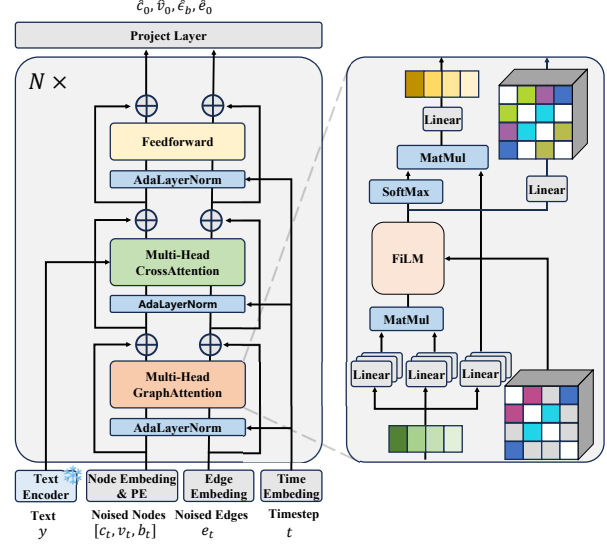 ĉ₀, v̂₀, ϵ̂_b, ê₀
Project Layer
N ×
Feedforward
AdaLayerNorm
Multi-Head
CrossAttention
AdaLayerNorm
Multi-Head
GraphAttention
AdaLayerNorm
Text
Encoder
Node Embeding
& PE
Edge
Embeding
Time
Embeding
Text
Noised Nodes
Noised Edges
Timestep
y
[c_t, v_t, b_t]
e_t
t
Linear
MatMul
SoftMax
Linear
FiLM
MatMul
Linear
Linear
Linear